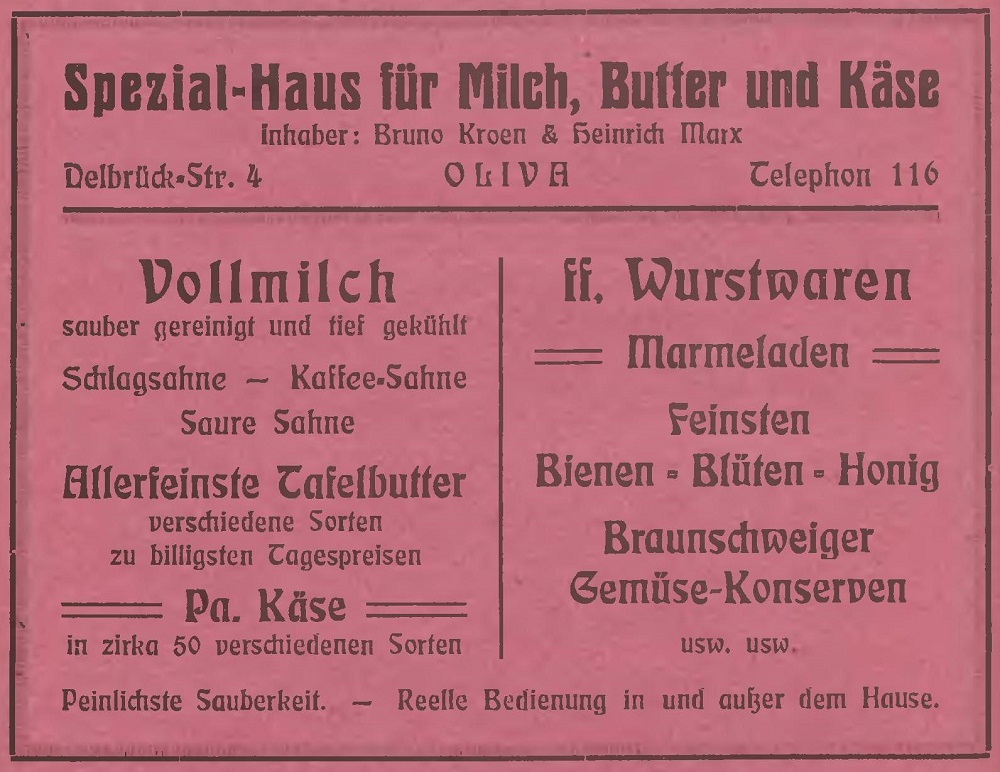 Spezial-Haus für Milch, Butter und Käse
Inhaber: Bruno Kroen & Heinrich Marx
Delbrück-Str. 4 OLIVA Telephon 116
Vollmilch
sauber gereinigt und tief gekühlt
Schlagsahne — Kaffee-Sahne
Saure Sahne
Allerfeinste Tafelbutter
verschiedene Sorten
zu billigsten Tagespreisen
Pa. Käse
in zirka 50 verschiedenen Sorten
ff. Wurstwaren
Marmeladen
Feinsten
Bienen - Blüten - Honig
Braunschweiger
Gemüse-Konserven
usw. usw.
Peinlichste Sauberkeit. — Reelle Bedienung in und außer dem Hause.